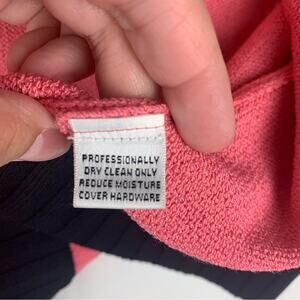 PROFESSIONALLY
DRY CLEAN ONLY
REDUCE MOISTURE
COVER HARDWARE